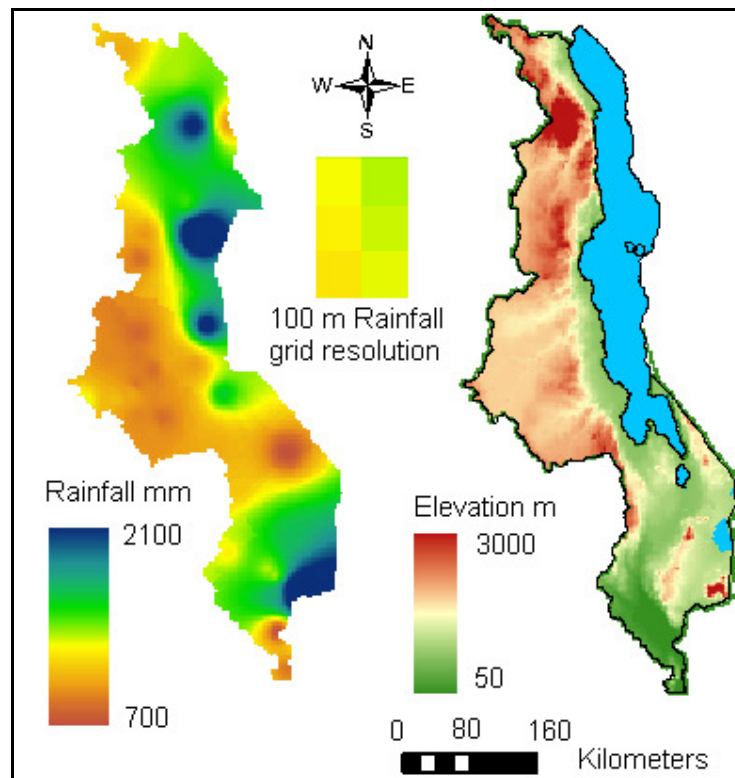 N
W E
S
100 m Rainfall
grid resolution
Rainfall mm
2100
700
Elevation m
3000
50
0 80 160
Kilometers